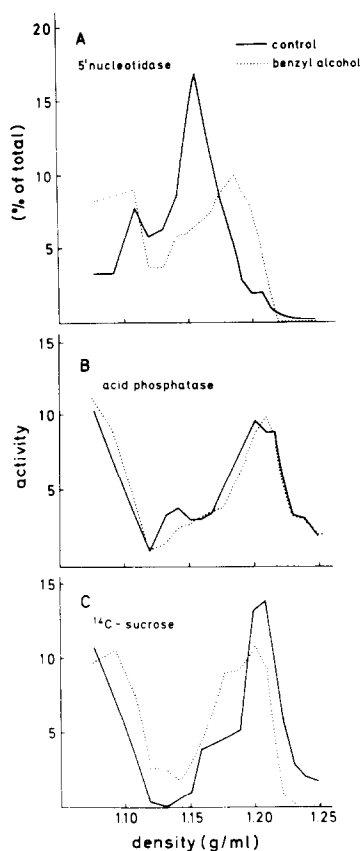 20
A
control
benzyl alcohol
5'nucleotidase
15
(% of total)
10
5
15
B
acid phosphatase
10
activity
5
15
C
14C-sucrose
10
5
1.10 1.15 1.20 1.25
density (g/ml)